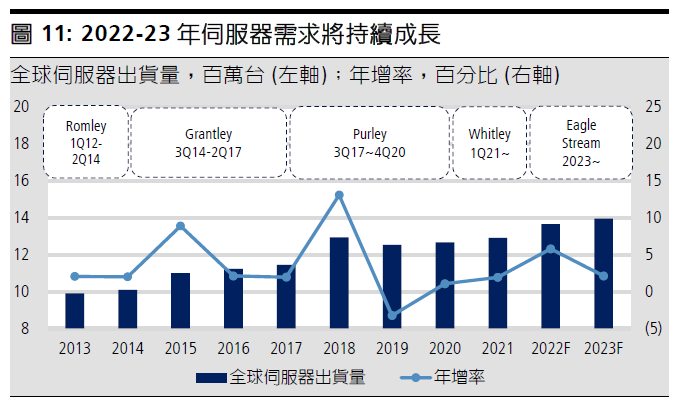 圖 11: 2022-23 年伺服器需求將持續成長
全球伺服器出貨量，百萬台 (左軸)；年增率，百分比 (右軸)
20
18
16
14
12
10
8
25
20
15
10
5
0
(5)
Romley
1Q12-
2Q14
Grantley
3Q14-2Q17
Purley
3Q17~4Q20
Whitley
1Q21~
Eagle
Stream
2023~
2013 2014 2015 2016 2017 2018 2019 2020 2021 2022F 2023F
全球伺服器出貨量 年增率